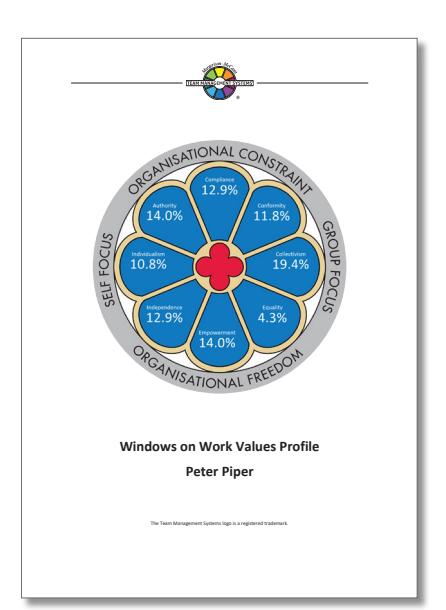 Margerison-McCann
TEAM MANAGEMENT SYSTEMS
®
ORGANISATIONAL CONSTRAINT
SELF FOCUS
GROUP FOCUS
Compliance
12.9%
Authority
14.0%
Conformity
11.8%
Individualism
10.8%
Collectivism
19.4%
Independence
12.9%
Equality
4.3%
Empowerment
14.0%
ORGANISATIONAL FREEDOM
Windows on Work Values Profile
Peter Piper
The Team Management Systems logo is a registered trademark.